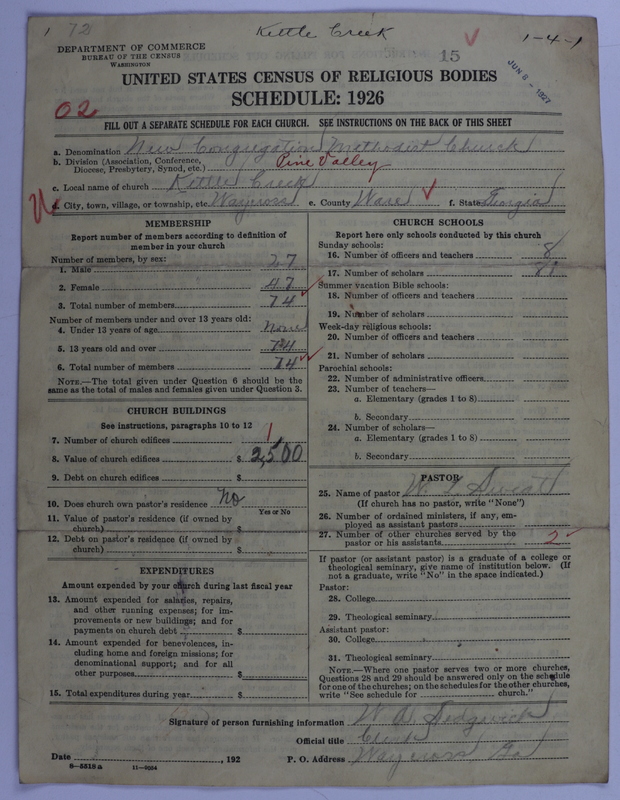 1 72 Kettle Creek 1-4-1
DEPARTMENT OF COMMERCE
BUREAU OF THE CENSUS
WASHINGTON
15
JUN 8 - 1927
UNITED STATES CENSUS OF RELIGIOUS BODIES
SCHEDULE: 1926
02
FILL OUT A SEPARATE SCHEDULE FOR EACH CHURCH. SEE INSTRUCTIONS ON THE BACK OF THIS SHEET
a. Denomination New Congregation Methodist Church
b. Division (Association, Conference, Diocese, Presbytery, Synod, etc.) Pine Valley
c. Local name of church Kettle Creek
d. City, town, village, or township, etc. Waycross e. County Ware f. State Georgia
MEMBERSHIP
Report number of members according to definition of
member in your church
Number of members, by sex:
1. Male 27
2. Female 47
3. Total number of members 74
Number of members under and over 13 years old:
4. Under 13 years of age None
5. 13 years old and over 74
6. Total number of members 74
NOTE.—The total given under Question 6 should be the
same as the total of males and females given under Question 3.
CHURCH BUILDINGS
See instructions, paragraphs 10 to 12
7. Number of church edifices 1
8. Value of church edifices $ 2,500
9. Debt on church edifices $
10. Does church own pastor's residence No
Yes or No
11. Value of pastor's residence (if owned by
church) $
12. Debt on pastor's residence (if owned by
church) $
EXPENDITURES
Amount expended by your church during last fiscal year
13. Amount expended for salaries, repairs,
and other running expenses; for im-
provements or new buildings; and for
payments on church debt $
14. Amount expended for benevolences, in-
cluding home and foreign missions; for
denominational support; and for all
other purposes $
15. Total expenditures during year $
CHURCH SCHOOLS
Report here only schools conducted by this church
Sunday schools:
16. Number of officers and teachers 8
17. Number of scholars 71
Summer vacation Bible schools:
18. Number of officers and teachers
19. Number of scholars
Week-day religious schools:
20. Number of officers and teachers
21. Number of scholars
Parochial schools:
22. Number of administrative officers
23. Number of teachers—
a. Elementary (grades 1 to 8)
b. Secondary
24. Number of scholars—
a. Elementary (grades 1 to 8)
b. Secondary
PASTOR
25. Name of pastor W. L. Sweat
(If church has no pastor, write "None")
26. Number of ordained ministers, if any, em-
ployed as assistant pastors
27. Number of other churches served by the
pastor or his assistants 2
If pastor (or assistant pastor) is a graduate of a college or
theological seminary, give name of institution below. (If
not a graduate, write "No" in the space indicated.)
Pastor:
28. College
29. Theological seminary
Assistant pastor:
30. College
31. Theological seminary
NOTE.—Where one pastor serves two or more churches,
Questions 28 and 29 should be answered only on the schedule
for one of the churches; on the schedules for the other churches,
write "See schedule for church."
Signature of person furnishing information W. A. Sedgwick
Official title Clerk
Date , 192 P. O. Address Waycross Ga
8-5518 a 11-9934